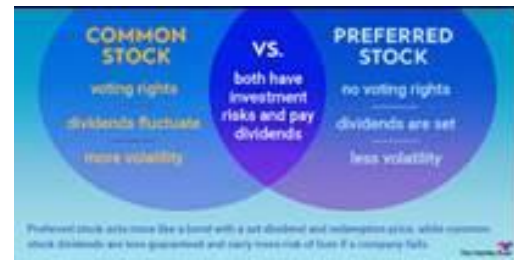 COMMON
STOCK
voting rights
dividends fluctuate
more volatility
VS.
both have
investment
risks and pay
dividends
PREFERRED
STOCK
no voting rights
dividends are set
less volatility
Preferred stock acts more like a bond with a set dividend and redemption price, while common
stock dividends are less guaranteed and carry more risk of loss if a company fails.